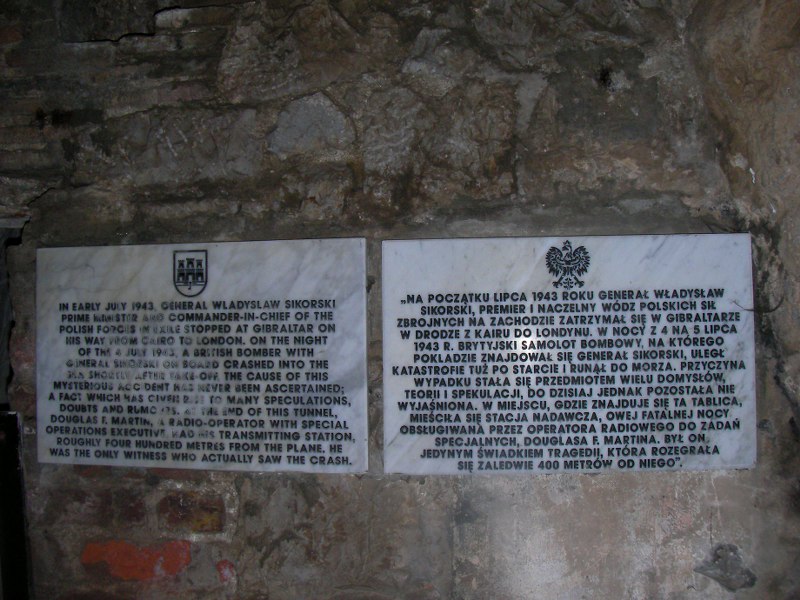 IN EARLY JULY 1943, GENERAL WLADYSLAW SIKORSKI
PRIME MINISTER AND COMMANDER-IN-CHIEF OF THE
POLISH FORCES IN EXILE STOPPED AT GIBRALTAR ON
HIS WAY FROM CAIRO TO LONDON. ON THE NIGHT
OF THE 4 JULY 1943, A BRITISH BOMBER WITH
GENERAL SIKORSKI ON BOARD CRASHED INTO THE
SEA SHORTLY AFTER TAKE-OFF. THE CAUSE OF THIS
MYSTERIOUS ACCIDENT HAS NEVER BEEN ASCERTAINED;
A FACT WHICH HAS GIVEN RISE TO MANY SPECULATIONS,
DOUBTS AND RUMOURS. AT THE END OF THIS TUNNEL,
DOUGLAS F. MARTIN, A RADIO-OPERATOR WITH SPECIAL
OPERATIONS EXECUTIVE, HAD HIS TRANSMITTING STATION,
ROUGHLY FOUR HUNDRED METRES FROM THE PLANE. HE
WAS THE ONLY WITNESS WHO ACTUALLY SAW THE CRASH.
„NA POCZĄTKU LIPCA 1943 ROKU GENERAŁ WŁADYSŁAW
SIKORSKI, PREMIER I NACZELNY WÓDZ POLSKICH SIŁ
ZBROJNYCH NA ZACHODZIE ZATRZYMAŁ SIĘ W GIBRALTARZE
W DRODZE Z KAIRU DO LONDYNU. W NOCY Z 4 NA 5 LIPCA
1943 R. BRYTYJSKI SAMOLOT BOMBOWY, NA KTÓREGO
POKLADZIE ZNAJDOWAŁ SIĘ GENERAŁ SIKORSKI, ULEGŁ
KATASTROFIE TUŻ PO STARCIE I RUNĄŁ DO MORZA. PRZYCZYNA
WYPADKU STAŁA SIĘ PRZEDMIOTEM WIELU DOMYSŁÓW,
TEORII I SPEKULACJI, DO DZISIAJ JEDNAK POZOSTAŁA NIE
WYJAŚNIONA. W MIEJSCU, GDZIE ZNAJDUJE SIĘ TA TABLICA,
MIEŚCIŁA SIĘ STACJA NADAWCZA, OWEJ FATALNEJ NOCY
OBSŁUGIWANA PRZEZ OPERATORA RADIOWEGO DO ZADAŃ
SPECJALNYCH, DOUGLASA F. MARTINA. BYŁ ON
JEDYNYM ŚWIADKIEM TRAGEDII, KTÓRA ROZEGRAŁA
SIĘ ZALEDWIE 400 METRÓW OD NIEGO”.